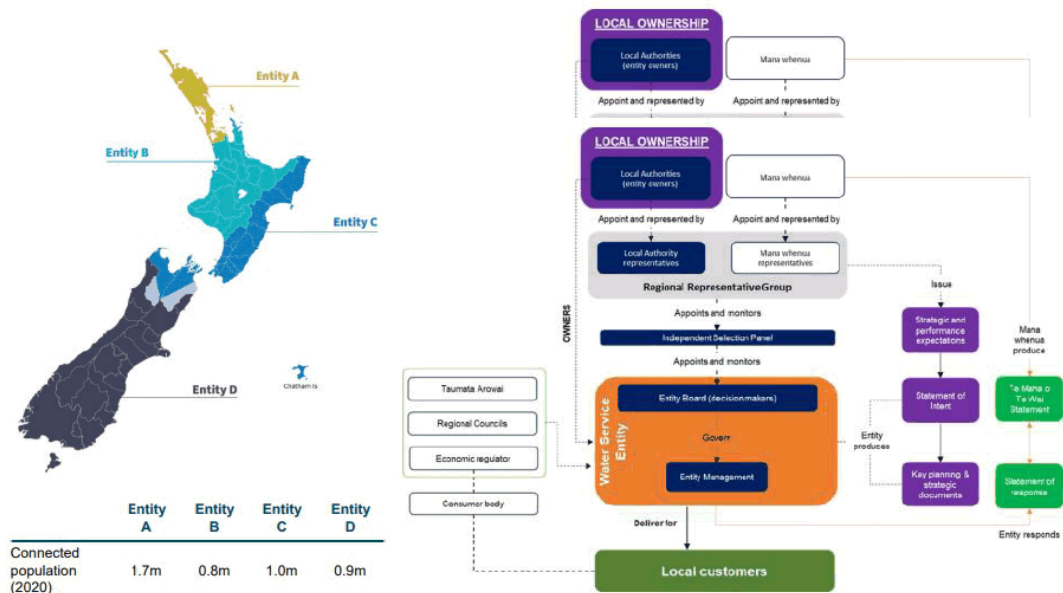 Entity A
Entity B
Entity C
Entity D
Chatham Is
Entity
A
Entity
B
Entity
C
Entity
D
Connected
population
(2020)
1.7m
0.8m
1.0m
0.9m
LOCAL OWNERSHIP
Local Authorities
(entity owners)
Mana whenua
Appoint and represented by
Appoint and represented by
LOCAL OWNERSHIP
Local Authorities
(entity owners)
Mana whenua
Appoint and represented by
Appoint and represented by
Local Authority
representatives
Mana whenua
representatives
Regional Representative Group
Issue
Appoints and monitors
OWNERS
Independent Selection Panel
Strategic and
performance
expectations
Mana
whenua
produce
Appoints and monitors
Taumata Arowai
Regional Councils
Economic regulator
Consumer body
Water Service
Entity
Entity Board (decision makers)
Govern
Entity Management
Statement of
Intent
Te Mana o
Te Wai
Statement
Entity
produces
Key planning &
strategic
documents
Statement of
response
Deliver for
Entity responds
Local customers